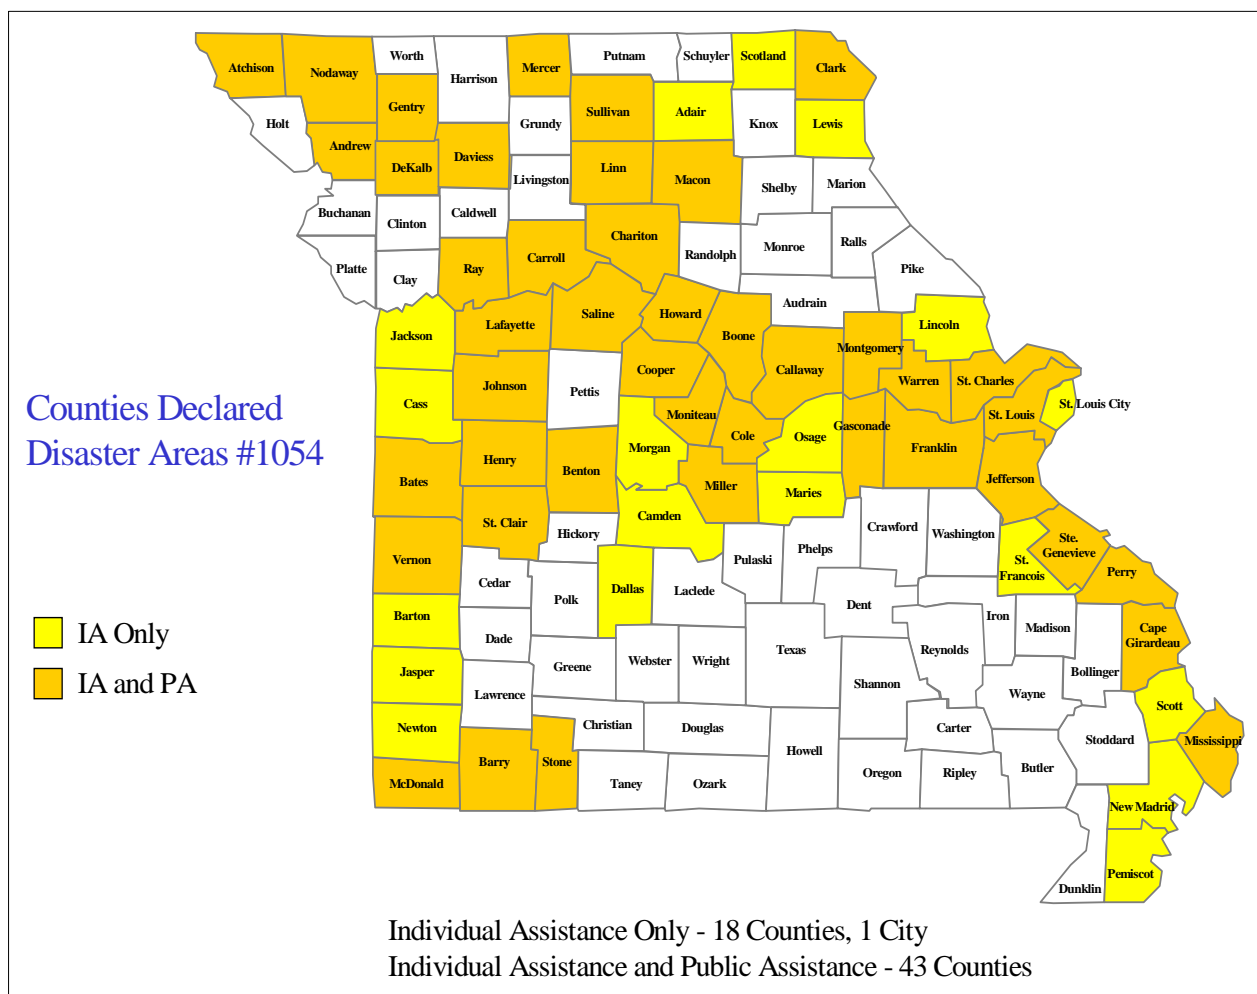 Worth
Putnam
Schuyler
Scotland
Atchison
Nodaway
Harrison
Mercer
Clark
Gentry
Sullivan
Adair
Knox
Lewis
Holt
Grundy
Andrew
DeKalb
Daviess
Linn
Macon
Livingston
Shelby
Marion
Buchanan
Clinton
Caldwell
Chariton
Randolph
Monroe
Ralls
Platte
Clay
Ray
Carroll
Pike
Audrain
Jackson
Lafayette
Saline
Howard
Boone
Montgomery
Lincoln
Cass
Johnson
Pettis
Cooper
Callaway
Warren
St. Charles
Counties Declared
Disaster Areas #1054
Moniteau
Cole
Osage
Gasconade
St. Louis
St. Louis City
Bates
Henry
Benton
Morgan
Miller
Maries
Franklin
Jefferson
St. Clair
Hickory
Camden
Pulaski
Phelps
Crawford
Washington
Vernon
Cedar
Polk
Dallas
Laclede
Dent
St.
Francois
Ste.
Genevieve
Perry
IA Only
Barton
Dade
Greene
Webster
Wright
Texas
Reynolds
Iron
Madison
Cape
Girardeau
IA and PA
Jasper
Lawrence
Shannon
Wayne
Bollinger
Newton
Christian
Douglas
Howell
Carter
Stoddard
Scott
Mississippi
McDonald
Barry
Stone
Taney
Ozark
Oregon
Ripley
Butler
New Madrid
Dunklin
Pemiscot
Individual Assistance Only - 18 Counties, 1 City
Individual Assistance and Public Assistance - 43 Counties